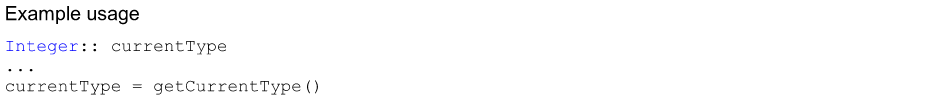 Example usage
Integer:: currentType
...
currentType = getCurrentType()